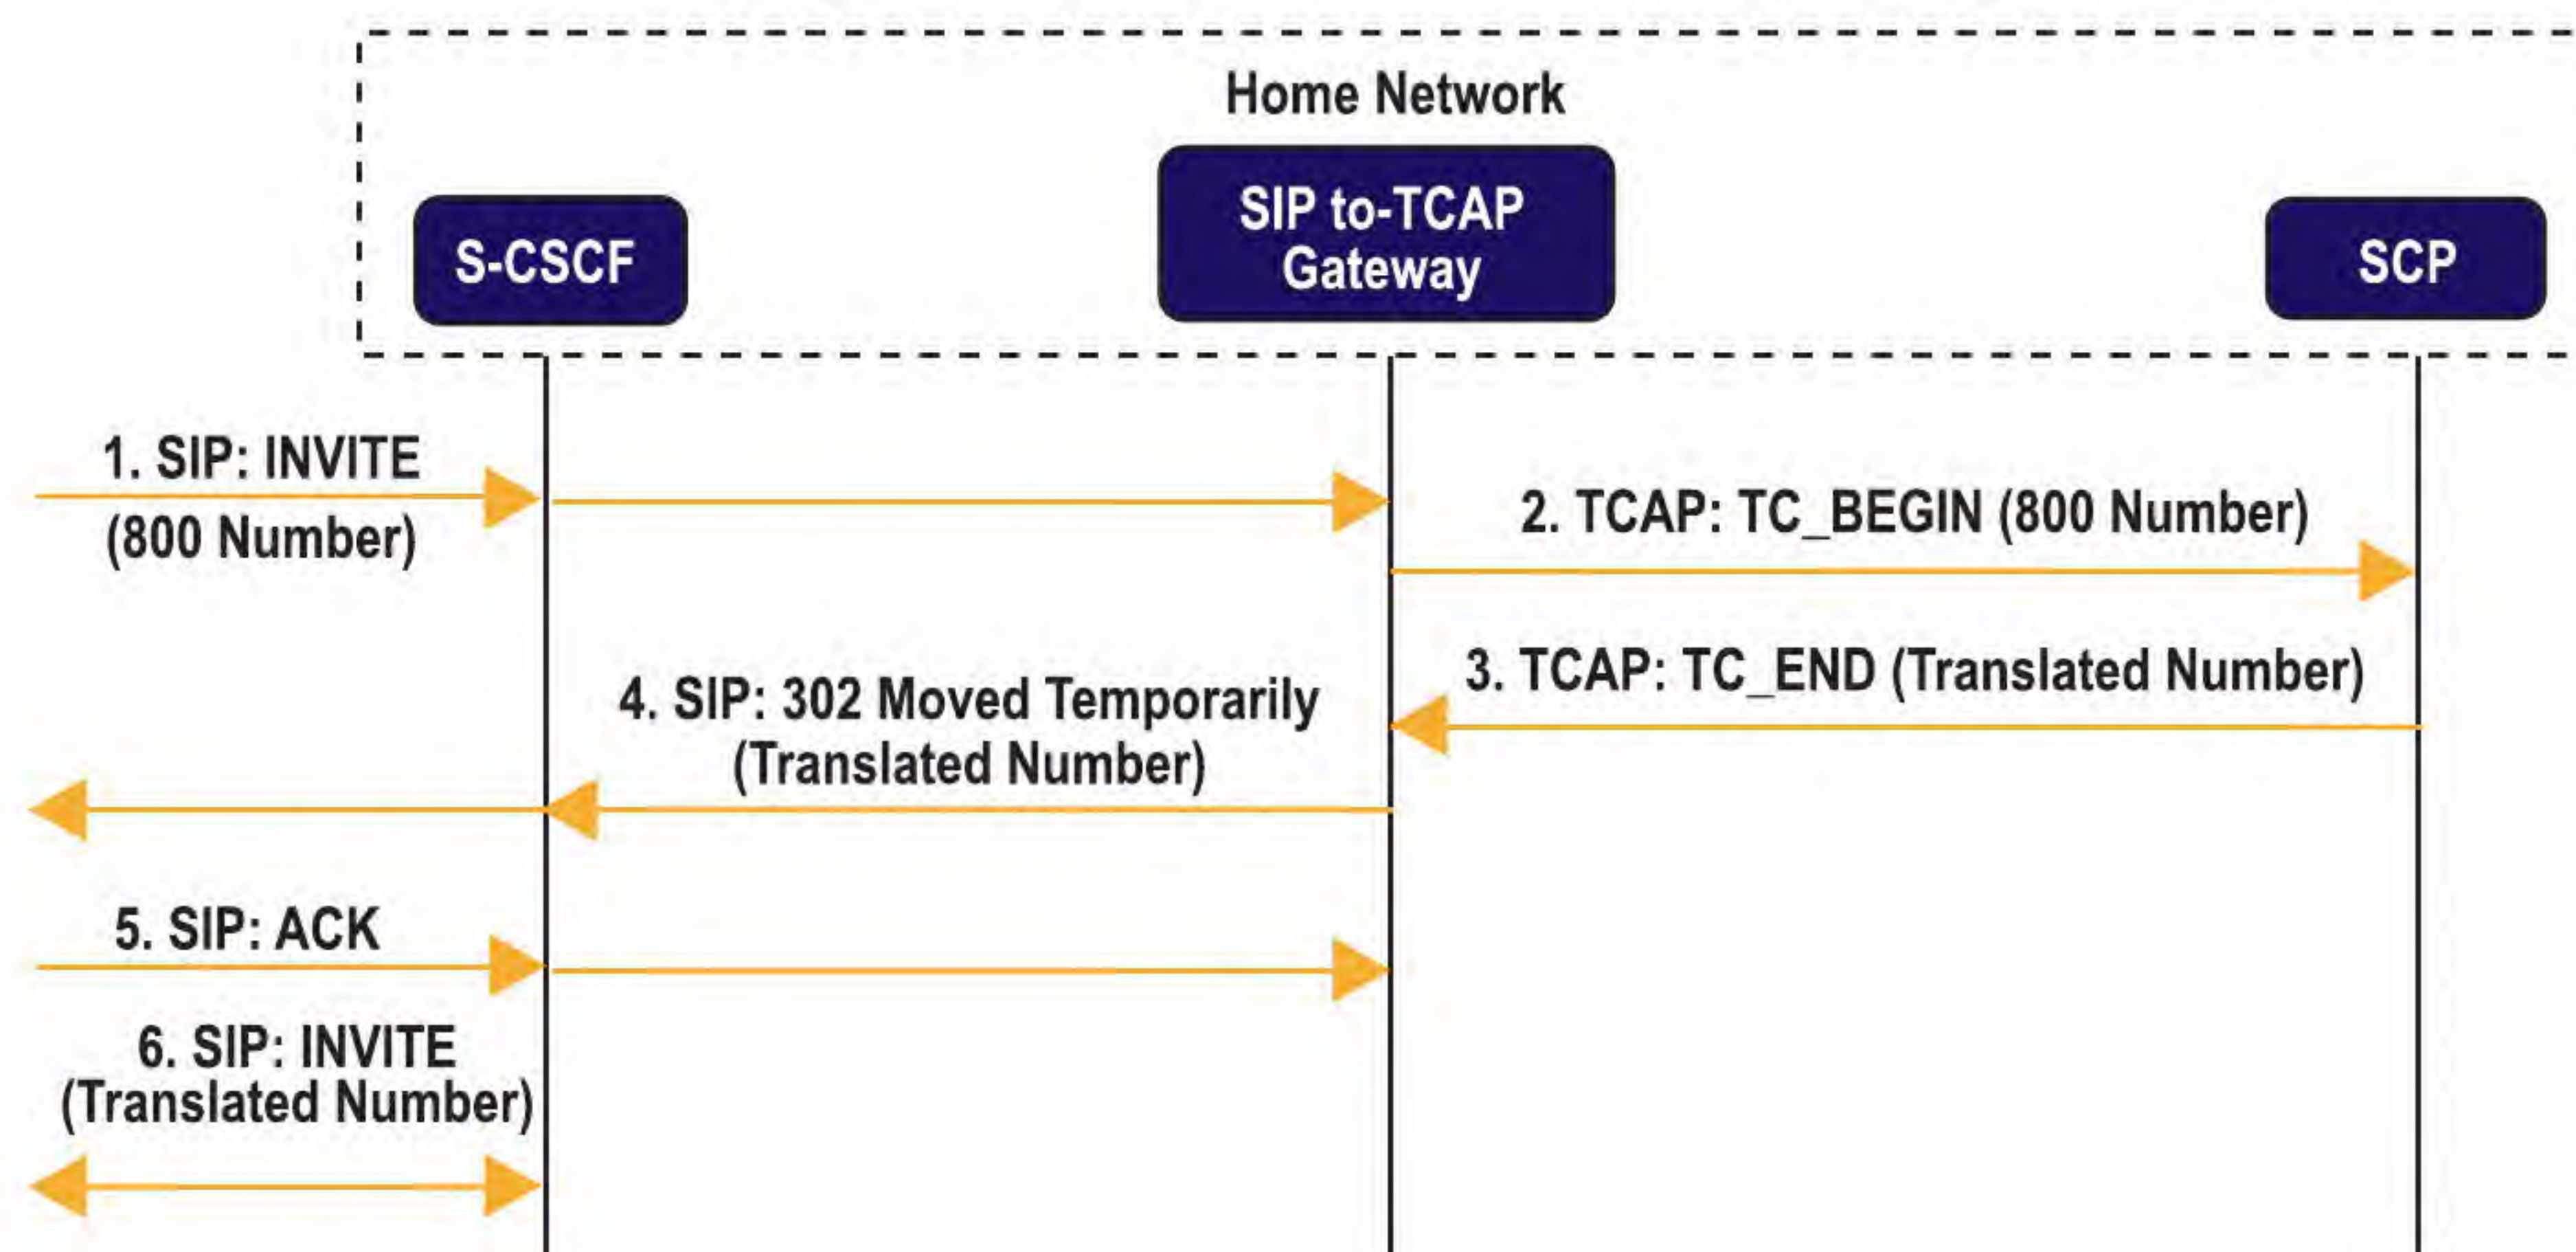 Home Network
S-CSCF
SIP to-TCAP
Gateway
SCP
1. SIP: INVITE
(800 Number)
2. TCAP: TC_BEGIN (800 Number)
3. TCAP: TC_END (Translated Number)
4. SIP: 302 Moved Temporarily
(Translated Number)
5. SIP: ACK
6. SIP: INVITE
(Translated Number)